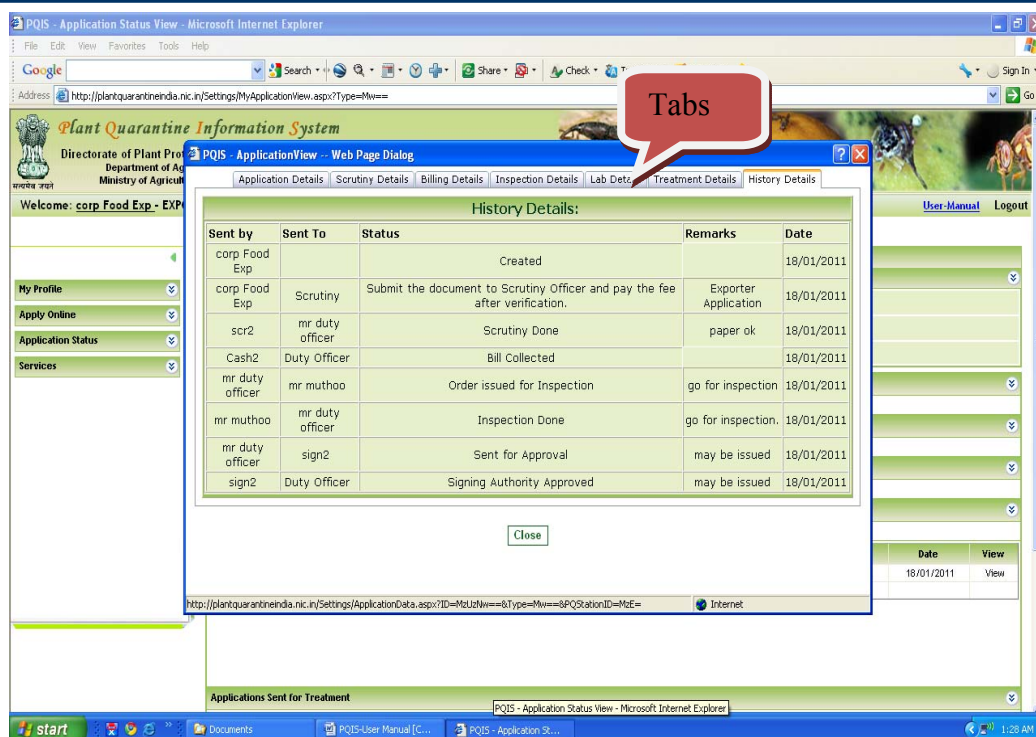 PQIS - Application Status View - Microsoft Internet Explorer
File Edit View Favorites Tools Help
Google Search Share Check Sign In
Address http://plantquarantineindia.nic.in/Settings/MyApplicationView.aspx?Type=Mw== Go
Tabs
Plant Quarantine Information System
Directorate of Plant Prot
Department of Ag
Ministry of Agricult
सत्यमेव जयते
Welcome: corp Food Exp - EXP
User-Manual Logout
My Profile
Apply Online
Application Status
Services
PQIS - ApplicationView -- Web Page Dialog
Application Details Scrutiny Details Billing Details Inspection Details Lab Deta Treatment Details History Details
History Details:
Sent by Sent To Status Remarks Date
corp Food Exp Created 18/01/2011
corp Food Exp Scrutiny Submit the document to Scrutiny Officer and pay the fee after verification. Exporter Application 18/01/2011
scr2 mr duty officer Scrutiny Done paper ok 18/01/2011
Cash2 Duty Officer Bill Collected 18/01/2011
mr duty officer mr muthoo Order issued for Inspection go for inspection 18/01/2011
mr muthoo mr duty officer Inspection Done go for inspection. 18/01/2011
mr duty officer sign2 Sent for Approval may be issued 18/01/2011
sign2 Duty Officer Signing Authority Approved may be issued 18/01/2011
Close
http://plantquarantineindia.nic.in/Settings/ApplicationData.aspx?ID=MzUzNw==&Type=Mw==&PQStationID=MzE= Internet
Date View
18/01/2011 View
Applications Sent for Treatment
PQIS - Application Status View - Microsoft Internet Explorer
start Documents PQIS-User Manual [C... PQIS - Application St... 1:28 AM